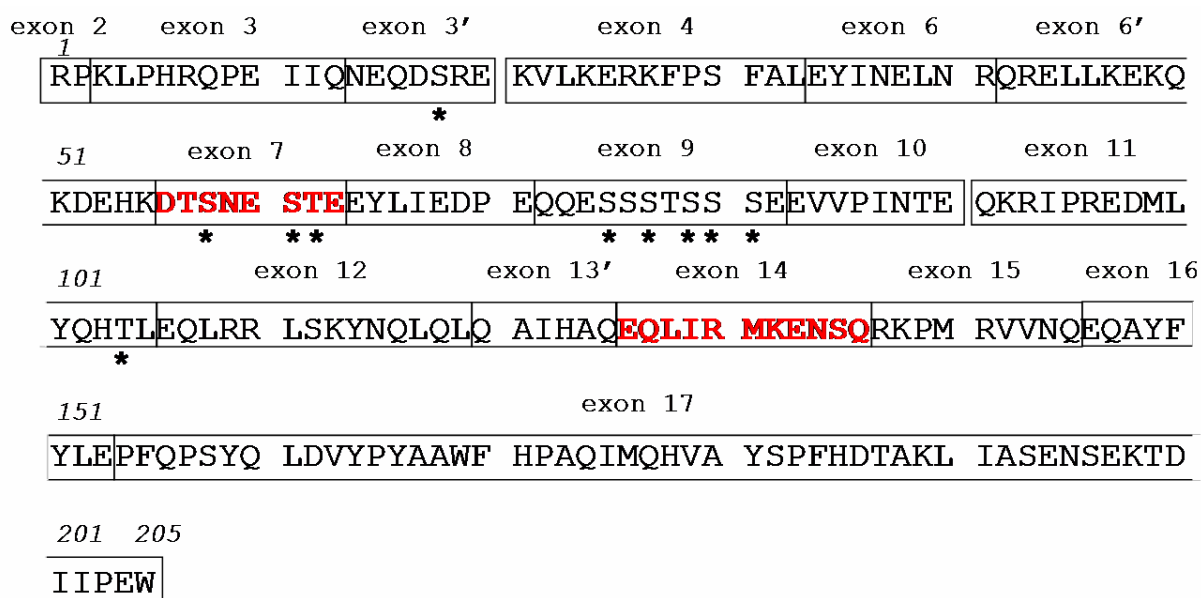 exon 2 exon 3 exon 3' exon 4 exon 6 exon 6'
1
RPKLPHRQPE IIQNEQDSRE KVLKERKFPS FALEYINELN RQRELLKEKQ
*
51 exon 7 exon 8 exon 9 exon 10 exon 11
KDEHKDTSNE STEEYLIEDP EQQESSSTSS SEEVVPINTE QKRIPREDML
* * * * * * * *
101 exon 12 exon 13' exon 14 exon 15 exon 16
YQHTLEQLRR LSKYNQLQLQ AIHAQEQLIR MKENSQRKPM RVVNQEQAYF
*
151 exon 17
YLEPFQPSYQ LDVYPYAAWF HPAQIMQHVA YSPFHDTAKL IASENSEKTD
201 205
IIPEW